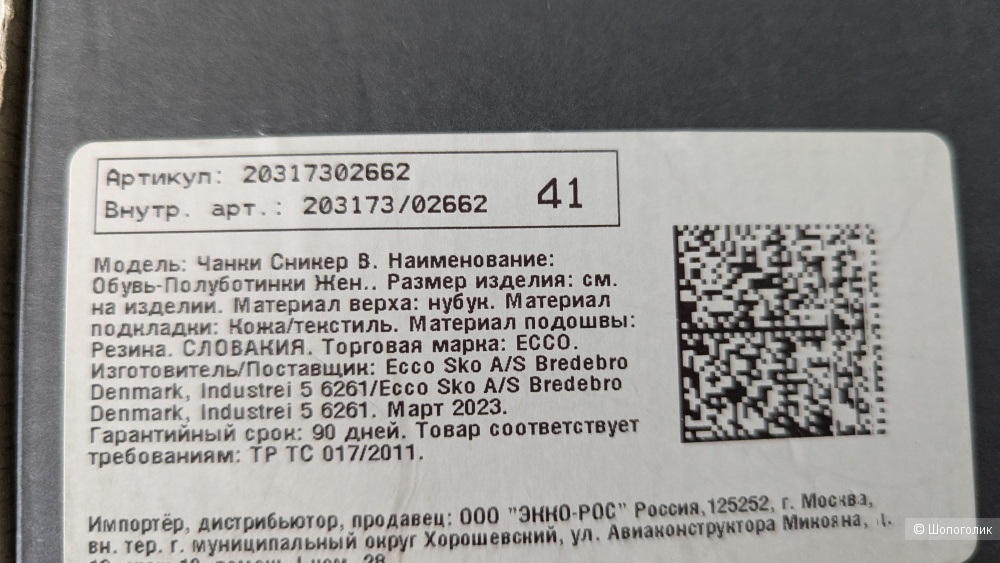 Артикул: 20317302662
Внутр. арт.: 203173/02662
41
Модель: Чанки Сникер В. Наименование:
Обувь-Полуботинки Жен.. Размер изделия: см.
на изделии. Материал верха: нубук. Материал
подкладки: Кожа/текстиль. Материал подошвы:
Резина. СЛОВАКИЯ. Торговая марка: ECCO.
Изготовитель/Поставщик: Ecco Sko A/S Bredebro
Denmark, Industrei 5 6261/Ecco Sko A/S Bredebro
Denmark, Industrei 5 6261. Март 2023.
Гарантийный срок: 90 дней. Товар соответствует
требованиям: ТР ТС 017/2011.
Импортёр, дистрибьютор, продавец: ООО "ЭККО-РОС" Россия,125252, г. Москва,
вн. тер. г. муниципальный округ Хорошевский, ул. Авиаконструктора Микояна,
© Шопоголик